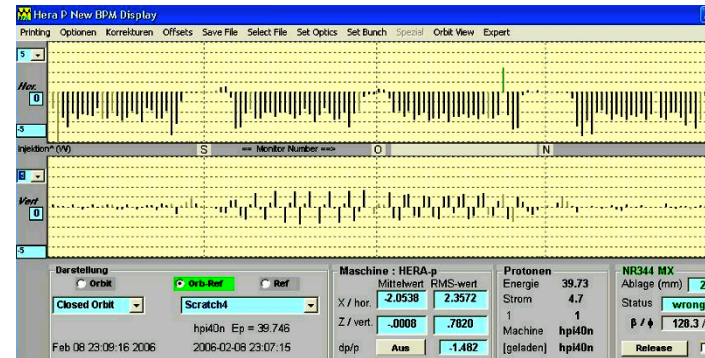 Hera P New BPM Display
Printing Optionen Korrekturen Offsets Save File Select File Set Optics Set Bunch Spezial Orbit View Expert
5
Hor.
0
-5
Injektion^(W) S == Monitor Number ==> O N
Vert
0
-5
Darstellung
Orbit Orb-Ref Ref
Closed Orbit Scratch4
hpi40n Ep = 39.746
Feb 08 23:09:16 2006 2006-02-08 23:07:15
Maschine : HERA-p
Mittelwert RMS-wert
X / hor. -2.0538 2.3572
Z / vert. -.0008 .7820
dp/p Aus -1.482
Protonen
Energie 39.73
Strom 4.7
1 1
Machine hpi40n
[geladen] hpi40n
NR344 MX
Ablage (mm) 2
Status wrong
β / ϕ 128.3 /
Release